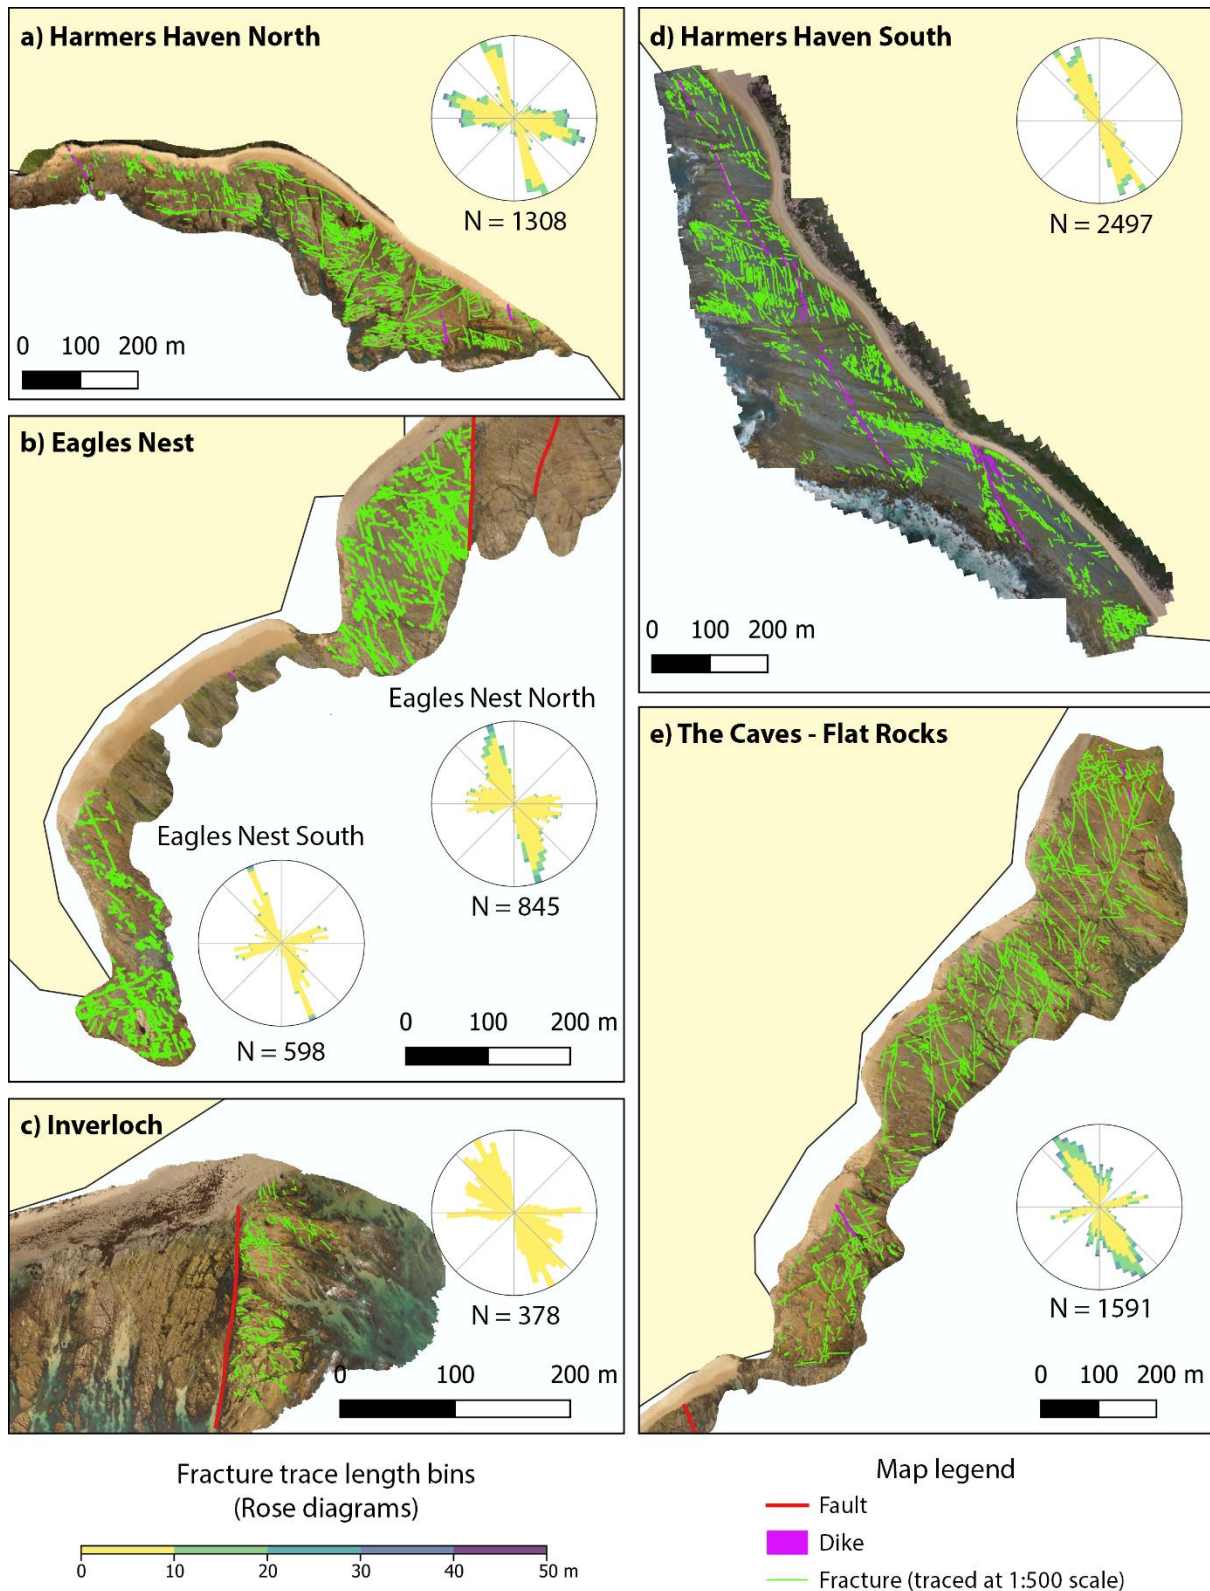 a) Harmers Haven North
N = 1308
0 100 200 m
b) Eagles Nest
Eagles Nest North
N = 845
Eagles Nest South
N = 598
0 100 200 m
c) Inverloch
N = 378
0 100 200 m
d) Harmers Haven South
N = 2497
0 100 200 m
e) The Caves - Flat Rocks
N = 1591
0 100 200 m
Fracture trace length bins
(Rose diagrams)
0 10 20 30 40 50 m
Map legend
Fault
Dike
Fracture (traced at 1:500 scale)